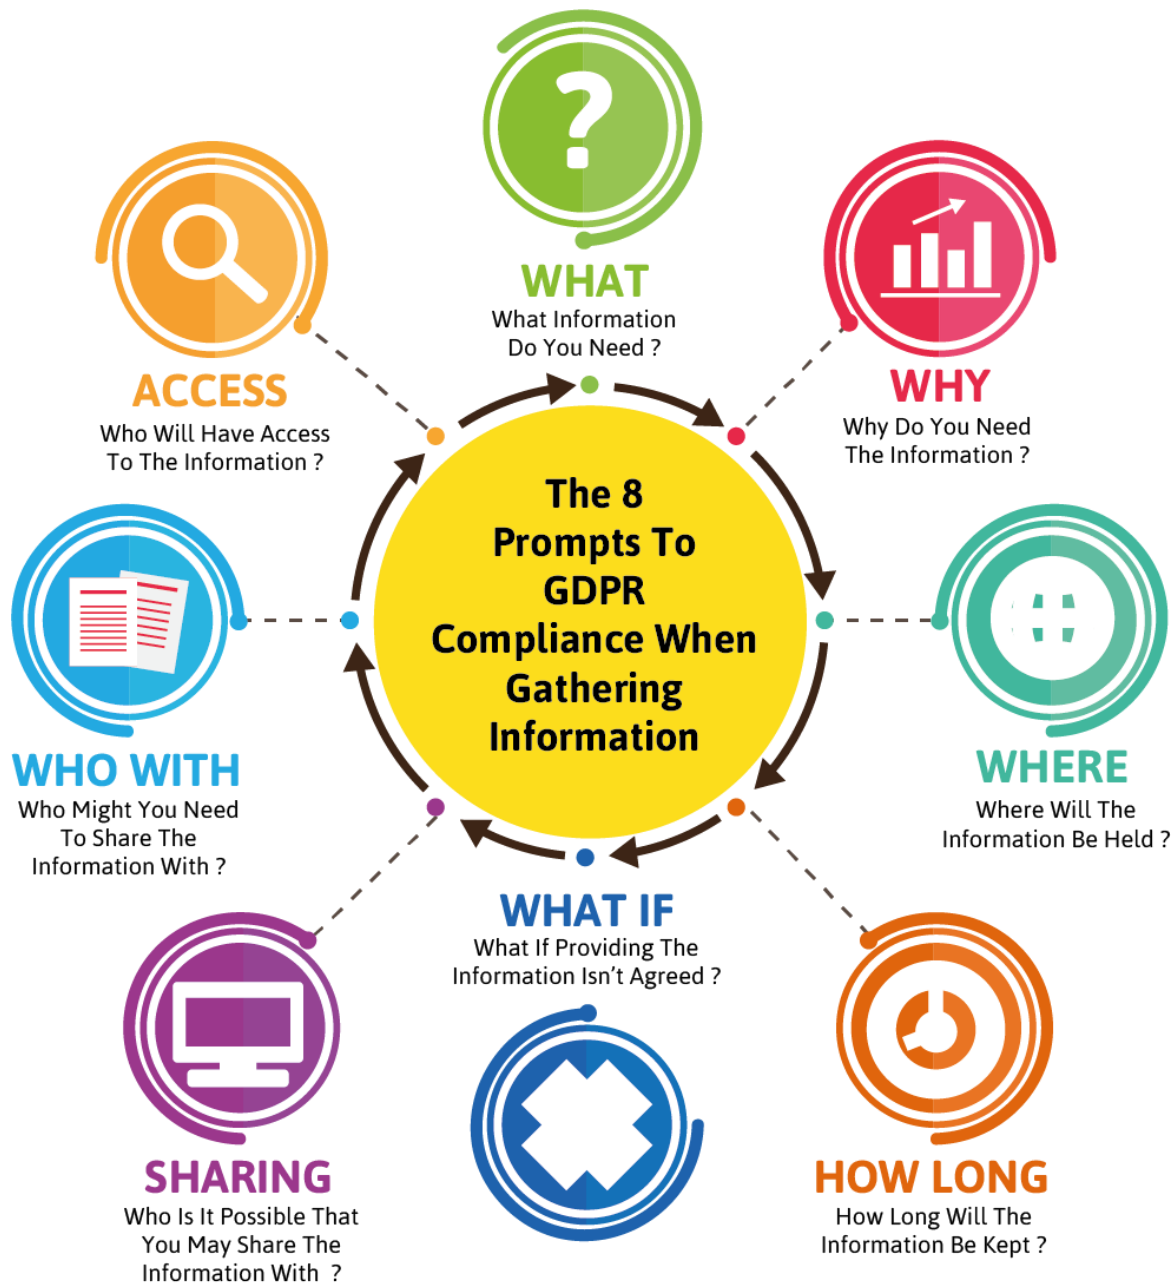 WHAT
What Information
Do You Need ?
WHY
Why Do You Need
The Information ?
WHERE
Where Will The
Information Be Held ?
HOW LONG
How Long Will The
Information Be Kept ?
WHAT IF
What If Providing The
Information Isn’t Agreed ?
SHARING
Who Is It Possible That
You May Share The
Information With  ?
WHO WITH
Who Might You Need
To Share The
Information With ?
ACCESS
Who Will Have Access
To The Information ?
The 8
Prompts To
GDPR
Compliance When
Gathering
Information